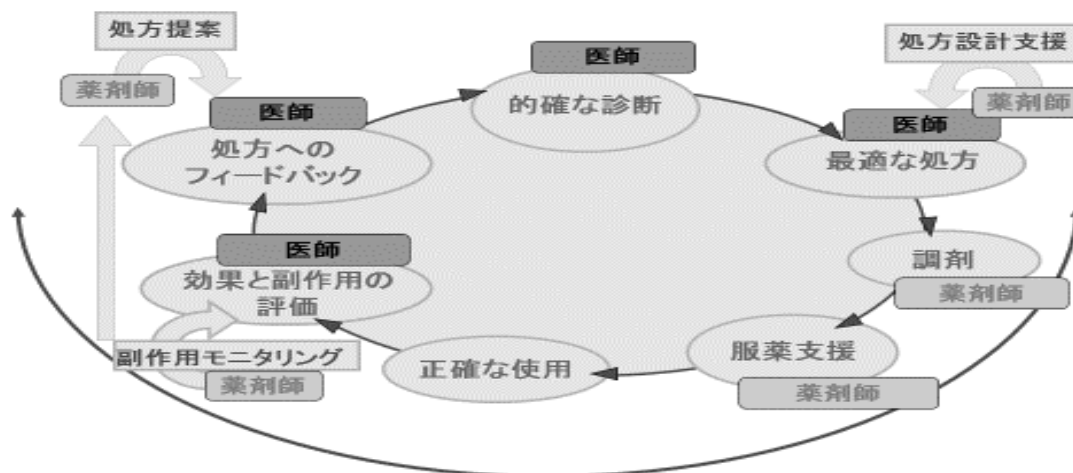 処方提案
薬剤師
医師
処方への
フィードバック
医師
的確な診断
処方設計支援
薬剤師
医師
最適な処方
調剤
薬剤師
服薬支援
薬剤師
正確な使用
医師
効果と副作用の
評価
副作用モニタリング
薬剤師